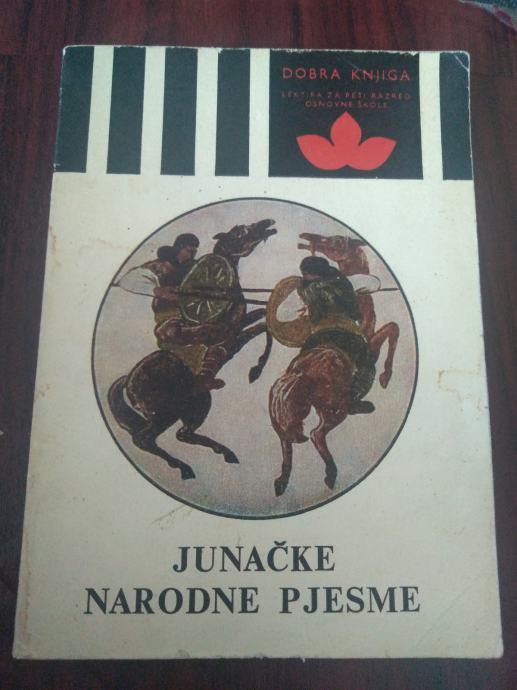 DOBRA KNJIGA
LEKTIRA ZA PETI RAZRED
OSNOVNE ŠKOLE
JUNAČKE
NARODNE PJESME